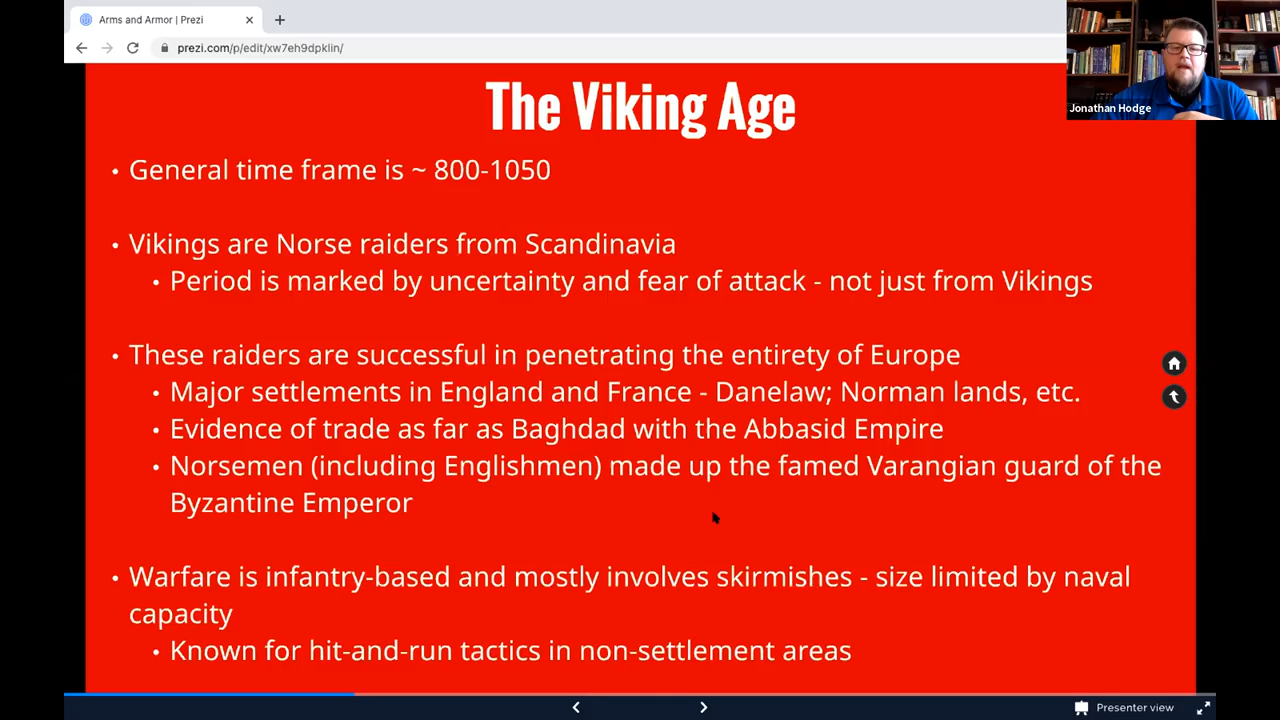 Arms and Armor | Prezi
prezi.com/p/edit/xw7eh9dpklin/
Jonathan Hodge
The Viking Age
• General time frame is ~ 800-1050
• Vikings are Norse raiders from Scandinavia
• Period is marked by uncertainty and fear of attack - not just from Vikings
• These raiders are successful in penetrating the entirety of Europe
• Major settlements in England and France - Danelaw; Norman lands, etc.
• Evidence of trade as far as Baghdad with the Abbasid Empire
• Norsemen (including Englishmen) made up the famed Varangian guard of the
Byzantine Emperor
• Warfare is infantry-based and mostly involves skirmishes - size limited by naval
capacity
• Known for hit-and-run tactics in non-settlement areas
Presenter view